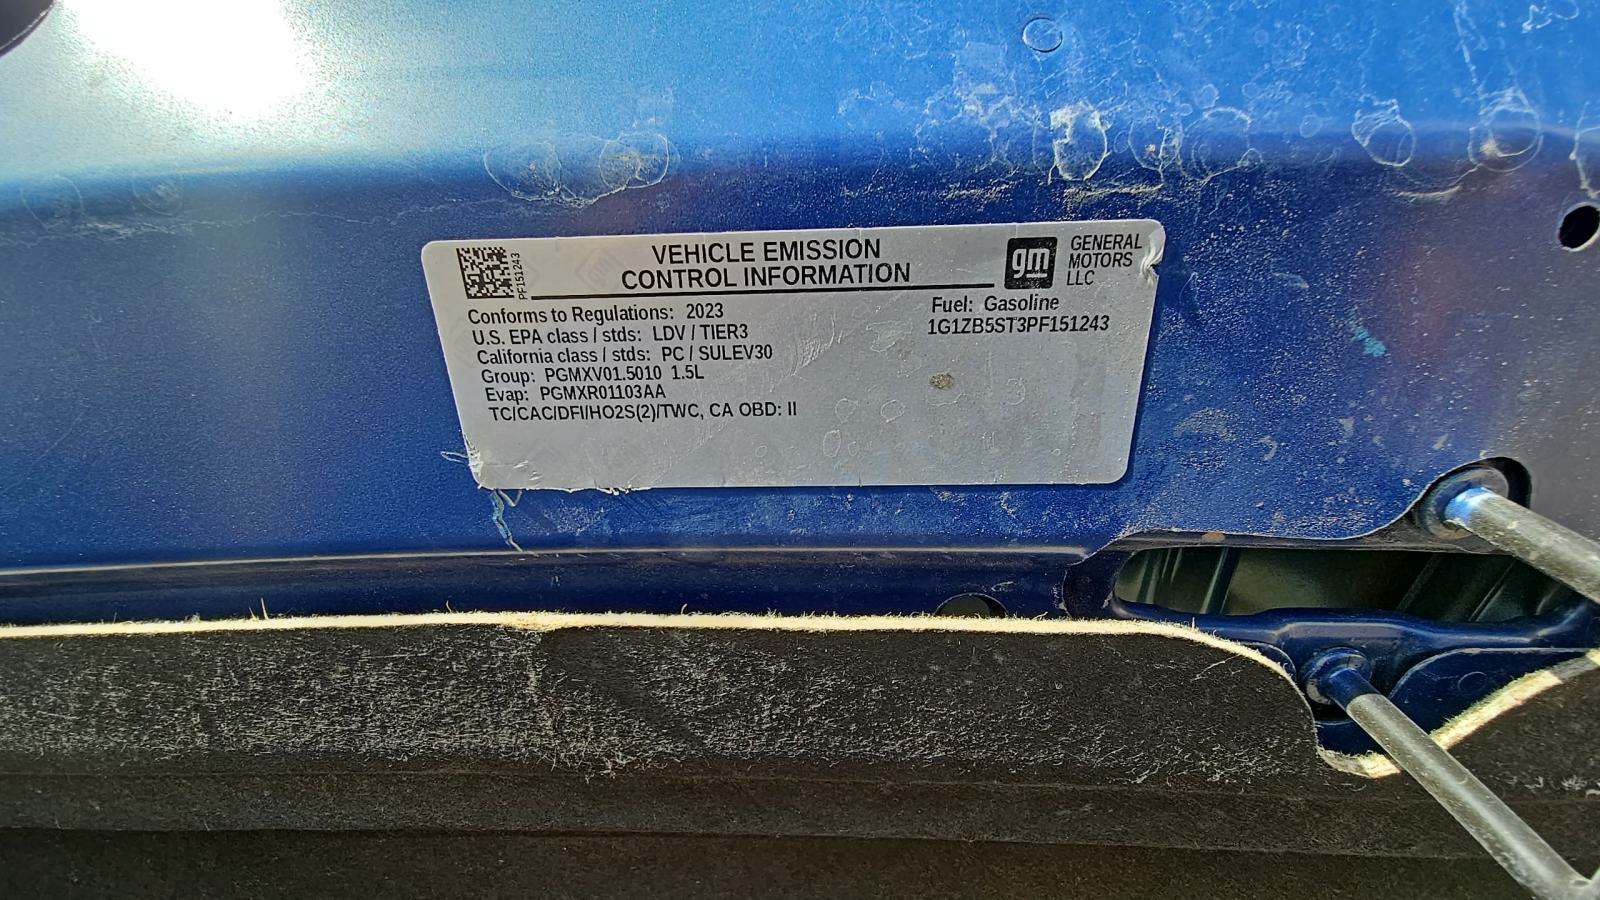 PF151243
VEHICLE EMISSION
CONTROL INFORMATION
gm
GENERAL
MOTORS
LLC
Conforms to Regulations: 2023
U.S. EPA class / stds: LDV / TIER3
California class / stds: PC / SULEV30
Group: PGMXV01.5010 1.5L
Evap: PGMXR01103AA
TC/CAC/DFI/HO2S(2)/TWC, CA OBD: II
Fuel: Gasoline
1G1ZB5ST3PF151243